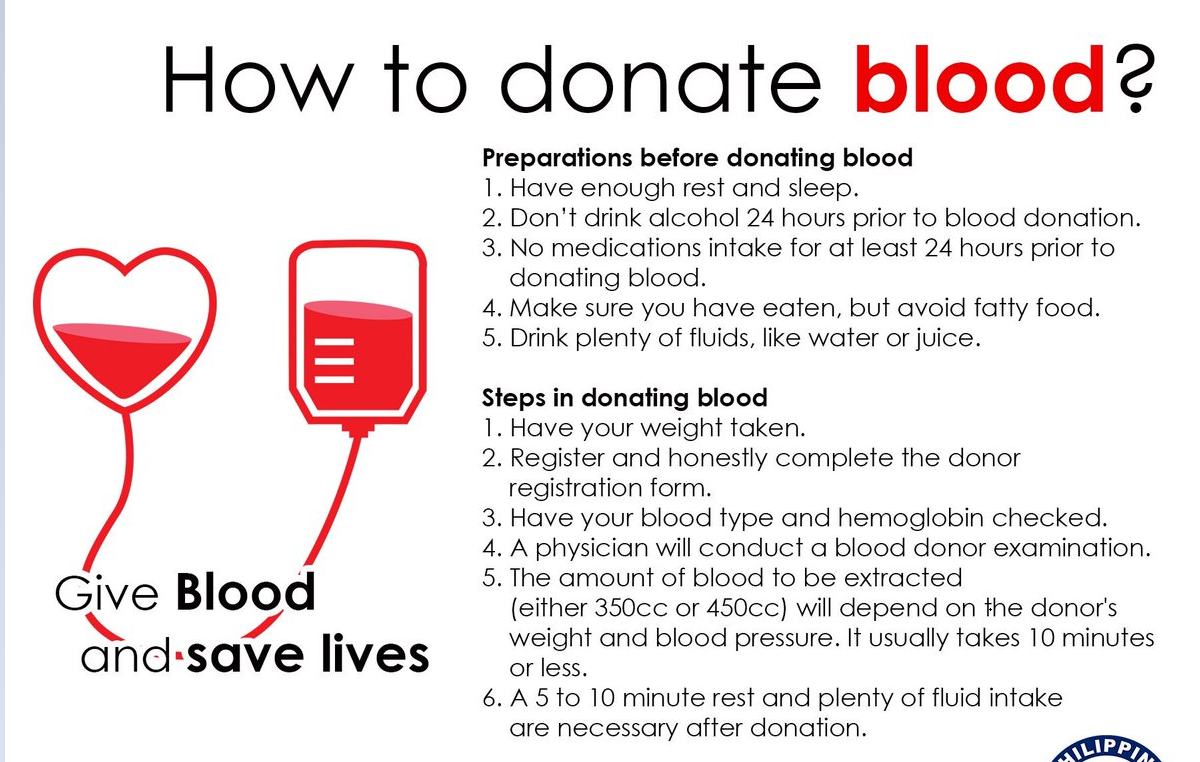 How to donate blood?
Preparations before donating blood
1. Have enough rest and sleep.
2. Don’t drink alcohol 24 hours prior to blood donation.
3. No medications intake for at least 24 hours prior to
donating blood.
4. Make sure you have eaten, but avoid fatty food.
5. Drink plenty of fluids, like water or juice.
Steps in donating blood
1. Have your weight taken.
2. Register and honestly complete the donor
registration form.
3. Have your blood type and hemoglobin checked.
4. A physician will conduct a blood donor examination.
5. The amount of blood to be extracted
(either 350cc or 450cc) will depend on the donor's
weight and blood pressure. It usually takes 10 minutes
or less.
6. A 5 to 10 minute rest and plenty of fluid intake
are necessary after donation.
Give Blood
and save lives